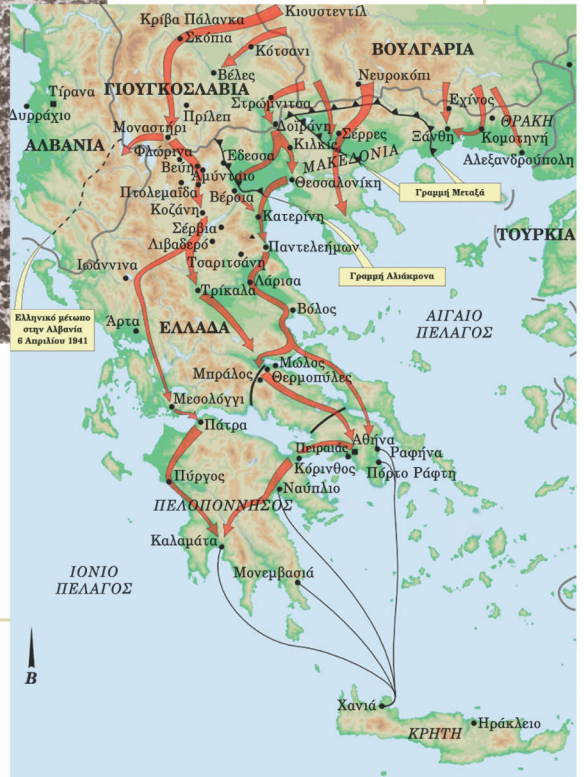 Κιουστεντίλ
Κρίβα Πάλανκα
Σκόπια
Κότσανι
ΒΟΥΛΓΑΡΙΑ
Βέλες
Νευροκόπι
ΓΙΟΥΓΚΟΣΛΑΒΙΑ
Τίρανα
Στρώμνιτσα
Εχίνος
Δυρράχιο
Πρίλεπ
ΘΡΑΚΗ
Μοναστήρι
Δοϊράνη
Σέρρες
Ξάνθη
Κομοτηνή
ΑΛΒΑΝΙΑ
Φλώρινα
Έδεσσα
Κιλκίς
ΜΑΚΕΔΟΝΙΑ
Αλεξανδρούπολη
Βεύη
Αμύνταιο
Θεσσαλονίκη
Πτολεμαΐδα
Βέροια
Γραμμή Μεταξά
Κοζάνη
Κατερίνη
Σέρβια
Λιβαδερό
Παντελεήμων
ΤΟΥΡΚΙΑ
Τσαριτσάνη
Ιωάννινα
Γραμμή Αλιάκμονα
Λάρισα
Τρίκαλα
Βόλος
Ελληνικό μέτωπο
στην Αλβανία
6 Απριλίου 1941
Άρτα
ΕΛΛΑΔΑ
ΑΙΓΑΙΟ
ΠΕΛΑΓΟΣ
Μώλος
Μπράλος
Θερμοπύλες
Μεσολόγγι
Πάτρα
Αθήνα
Πειραιάς
Ραφήνα
Κόρινθος
Πόρτο Ράφτη
Πύργος
Ναύπλιο
ΠΕΛΟΠΟΝΝΗΣΟΣ
Καλαμάτα
ΙΟΝΙΟ
ΠΕΛΑΓΟΣ
Μονεμβασιά
Β
Χανιά
Ηράκλειο
ΚΡΗΤΗ